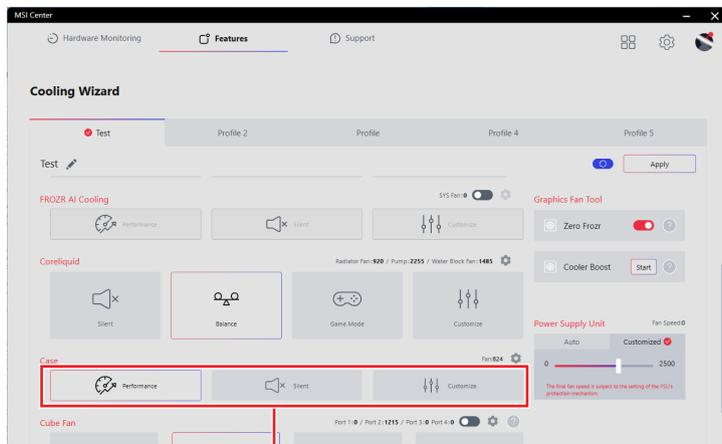 MSI Center
Hardware Monitoring
Features
Support
Cooling Wizard
Test
Profile 2
Profile
Profile 4
Profile 5
Test
Apply
FROZR AI Cooling
SYS Fan:0
Performance
Silent
Customize
Graphics Fan Tool
Zero Frozr
Cooler Boost
Start
Coreliquid
Radiator Fan:920 / Pump:2255 / Water Block Fan:1485
Silent
Balance
Game Mode
Customize
Power Supply Unit
Fan Speed:0
Auto
Customized
0
2500
The final fan speed is subject to the setting of the PSU's
protection mechanism.
Case
Fan:824
Performance
Silent
Customize
Cube Fan
Port 1:0 / Port 2:1215 / Port 3:0 Port 4:0